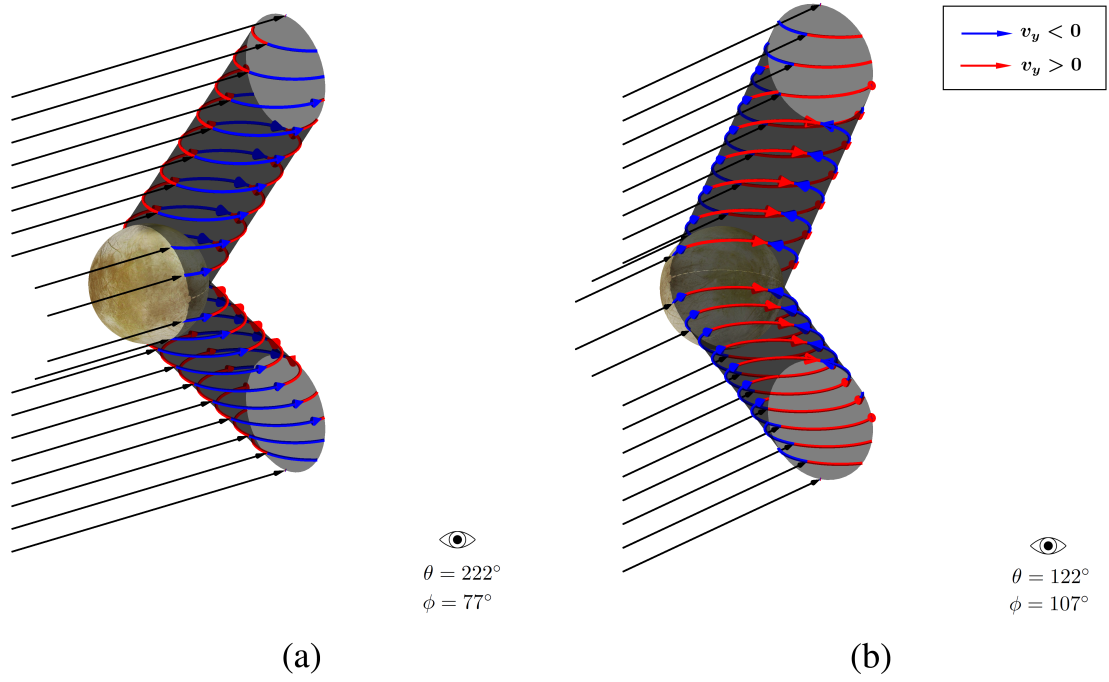 v_y < 0
v_y > 0
θ = 222°
ϕ = 77°
θ = 122°
ϕ = 107°
(a)
(b)